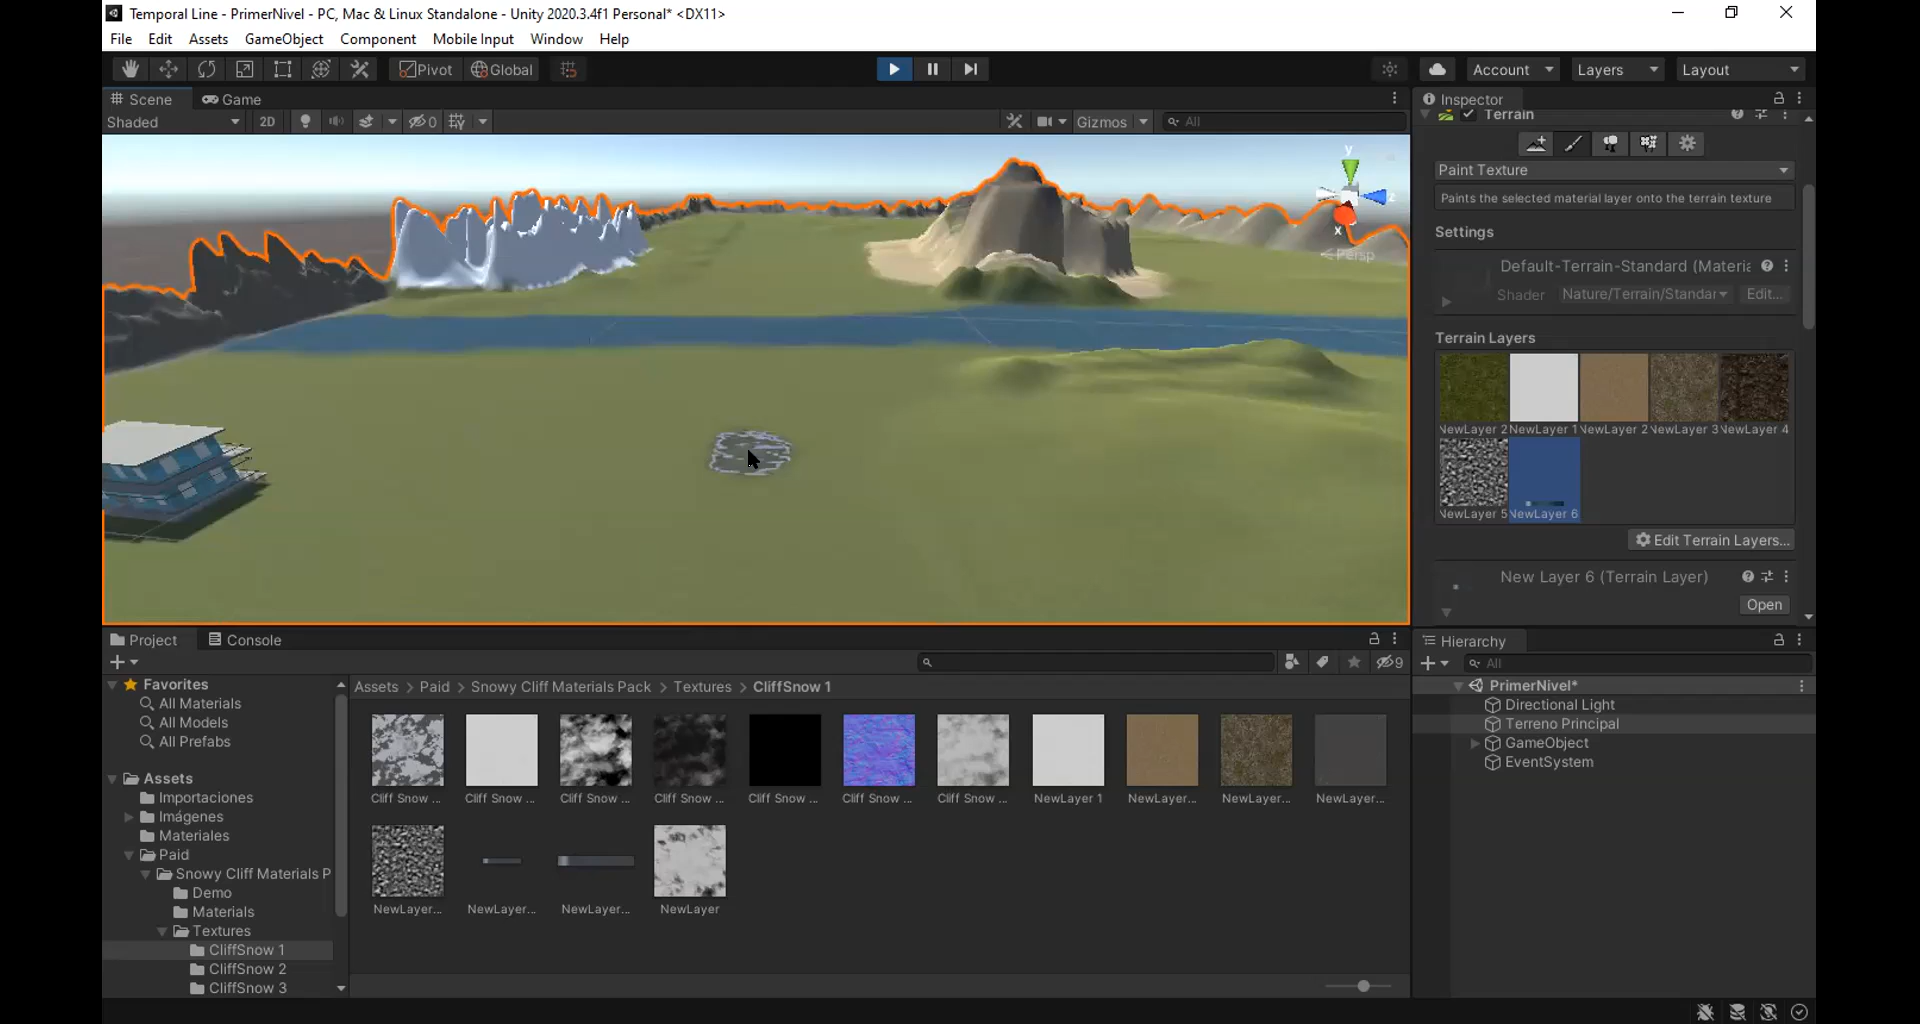 Temporal Line - PrimerNivel - PC, Mac & Linux Standalone - Unity 2020.3.4f1 Personal* <DX11>
File Edit Assets GameObject Component Mobile Input Window Help
Pivot Global Account Layers Layout
Scene Game
Shaded 2D 0 Gizmos All
y
z
x
Persp
Inspector
Terrain
Paint Texture
Paints the selected material layer onto the terrain texture
Settings
Default-Terrain-Standard (Materia
Shader Nature/Terrain/Standar Edit...
Terrain Layers
NewLayer 2 NewLayer 1 NewLayer 2 NewLayer 3 NewLayer 4
NewLayer 5 NewLayer 6
Edit Terrain Layers...
New Layer 6 (Terrain Layer)
Open
Project Console
9
Favorites
All Materials
All Models
All Prefabs
Assets
Importaciones
Imágenes
Materiales
Paid
Snowy Cliff Materials P
Demo
Materials
Textures
CliffSnow 1
CliffSnow 2
CliffSnow 3
Assets > Paid > Snowy Cliff Materials Pack > Textures > CliffSnow 1
Cliff Snow ... Cliff Snow ... Cliff Snow ... Cliff Snow ... Cliff Snow ... Cliff Snow ... Cliff Snow ... NewLayer 1 NewLayer... NewLayer... NewLayer...
NewLayer... NewLayer... NewLayer... NewLayer
Hierarchy
All
PrimerNivel*
Directional Light
Terreno Principal
GameObject
EventSystem